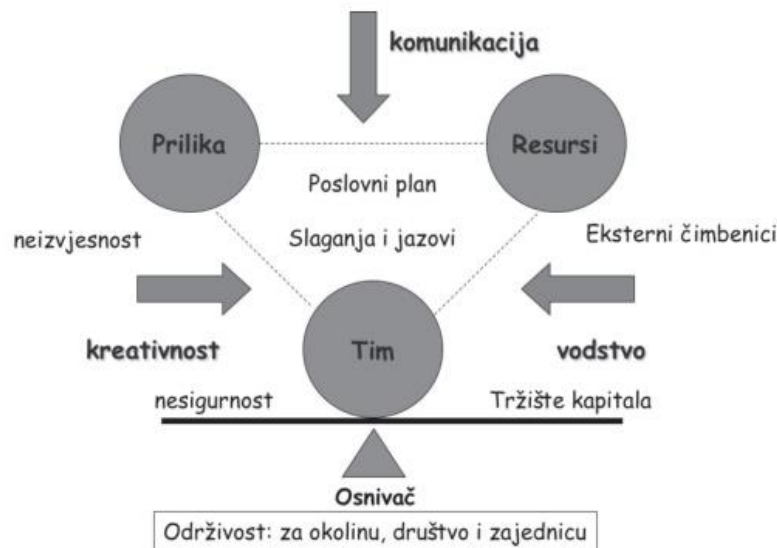 komunikacija
Prilika
Resursi
Poslovni plan
neizvjesnost
Slaganja i jazovi
Eksterni čimbenici
kreativnost
Tim
vodstvo
nesigurnost
Tržište kapitala
Osnivač
Održivost: za okolinu, društvo i zajednicu